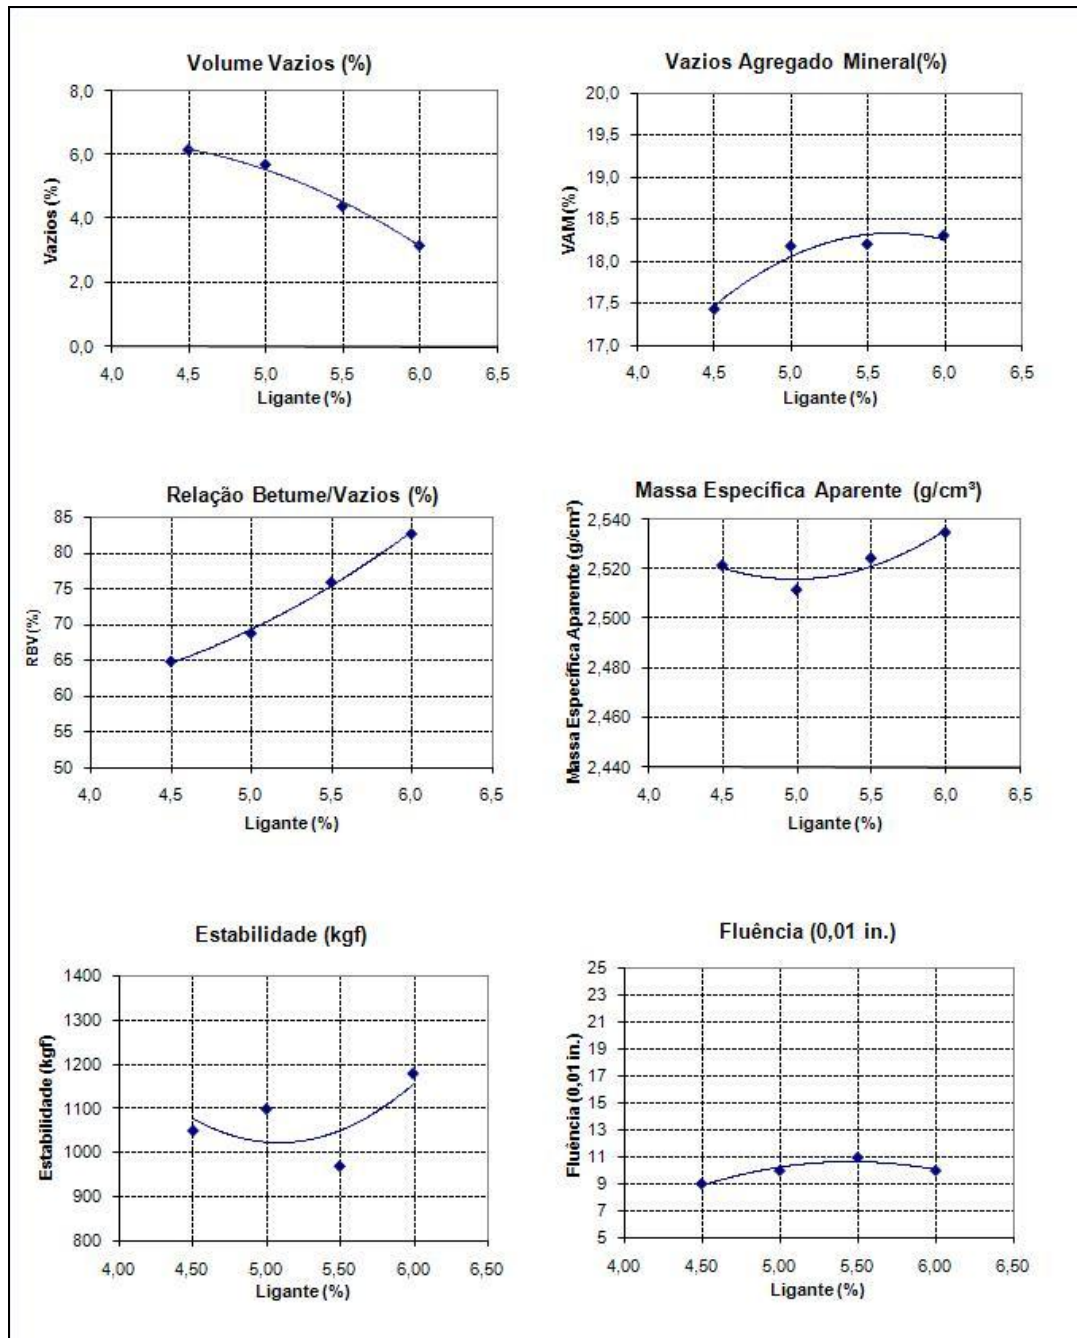 Volume Vazios (%)
Vazios (%)
8,0
6,0
4,0
2,0
0,0
4,0 4,5 5,0 5,5 6,0 6,5
Ligante (%)
Vazios Agregado Mineral(%)
VAM (%)
20,0
19,5
19,0
18,5
18,0
17,5
17,0
4,0 4,5 5,0 5,5 6,0 6,5
Ligante (%)
Relação Betume/Vazios (%)
RBV (%)
85
80
75
70
65
60
55
50
4,0 4,5 5,0 5,5 6,0 6,5
Ligante (%)
Massa Específica Aparente (g/cm³)
Massa Específica Aparente (g/cm³)
2,540
2,520
2,500
2,480
2,460
2,440
4,0 4,5 5,0 5,5 6,0 6,5
Ligante (%)
Estabilidade (kgf)
Estabilidade (kgf)
1400
1300
1200
1100
1000
900
800
4,00 4,50 5,00 5,50 6,00 6,50
Ligante (%)
Fluência (0,01 in.)
Fluência (0,01 in.)
25
23
21
19
17
15
13
11
9
7
5
4,00 4,50 5,00 5,50 6,00 6,50
Ligante (%)